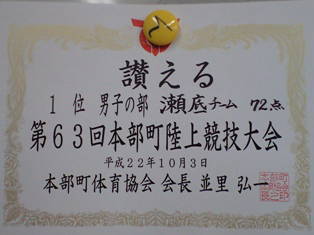 讃える
1位 男子の部 瀬底チーム 72点
第63回本部町陸上競技大会
平成22年10月3日
本部町体育協会 会長 並里 弘一